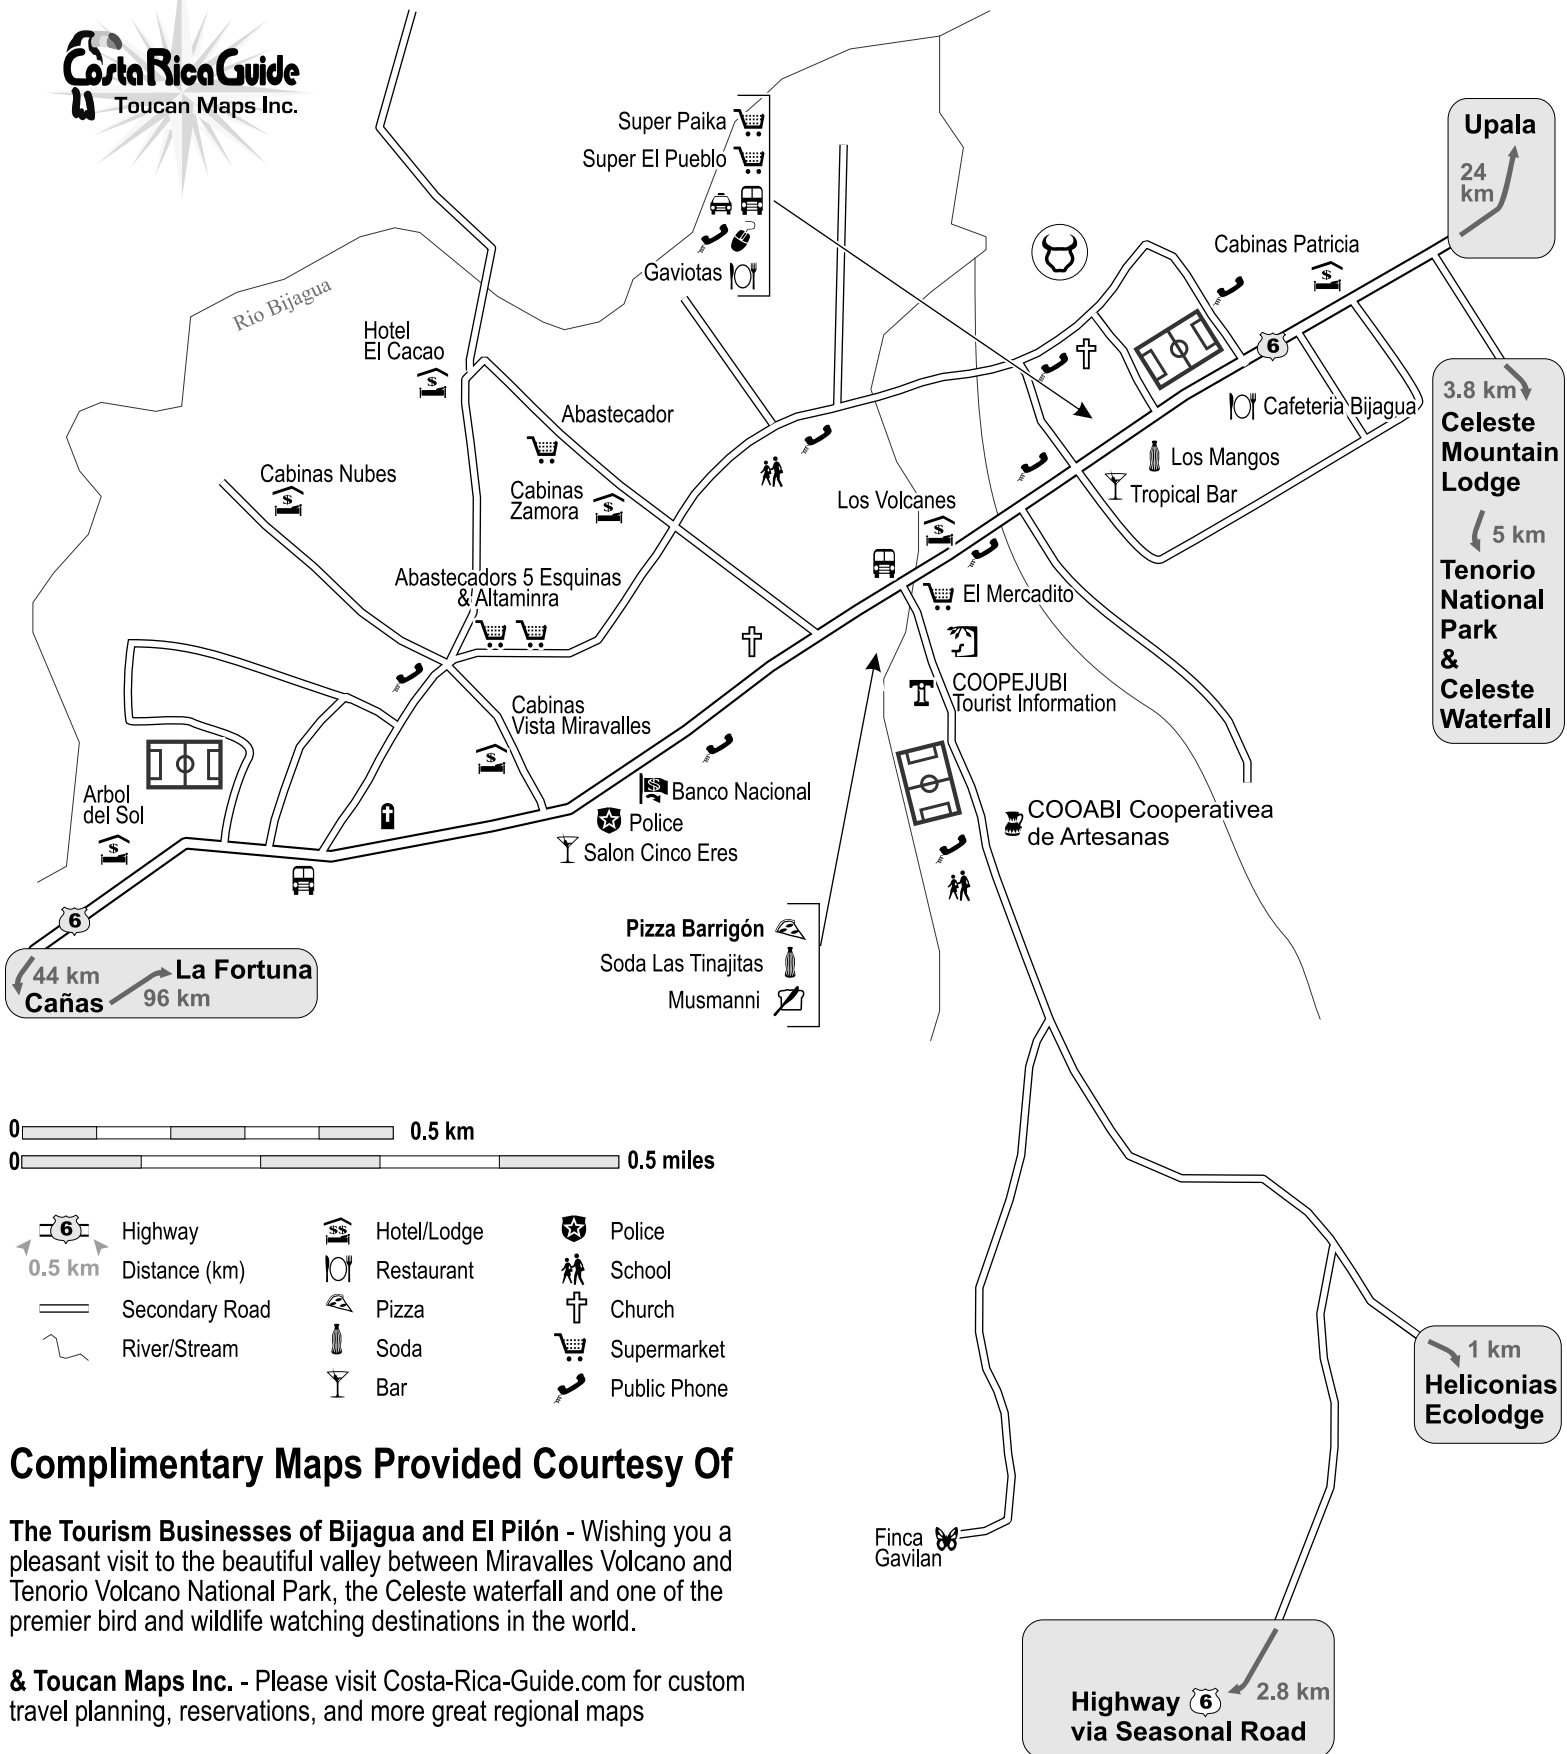 CostaRicaGuide
Toucan Maps Inc.
Super Paika
Super El Pueblo
Gaviotas
Upala
24
km
Cabinas Patricia
Rio Bijagua
Hotel
El Cacao
6
Cafeteria Bijagua
3.8 km
Celeste
Mountain
Lodge
5 km
Tenorio
National
Park
&
Celeste
Waterfall
Abastecador
Cabinas Nubes
Cabinas
Zamora
Los Mangos
Tropical Bar
Los Volcanes
Abastecadors 5 Esquinas
& Altaminra
El Mercadito
COOPEJUBI
Tourist Information
Cabinas
Vista Miravalles
Arbol
del Sol
Banco Nacional
Police
Salon Cinco Eres
COOABI Cooperativea
de Artesanas
6
Pizza Barrigón
Soda Las Tinajitas
Musmanni
44 km
Cañas
La Fortuna
96 km
0
0.5 km
0
0.5 miles
6
Highway
0.5 km
Distance (km)
Secondary Road
River/Stream
$$
Hotel/Lodge
Restaurant
Pizza
Soda
Bar
Police
School
Church
Supermarket
Public Phone
1 km
Heliconias
Ecolodge
Complimentary Maps Provided Courtesy Of
The Tourism Businesses of Bijagua and El Pilón - Wishing you a
pleasant visit to the beautiful valley between Miravalles Volcano and
Tenorio Volcano National Park, the Celeste waterfall and one of the
premier bird and wildlife watching destinations in the world.
& Toucan Maps Inc. - Please visit Costa-Rica-Guide.com for custom
travel planning, reservations, and more great regional maps
Finca
Gavilan
Highway 6
2.8 km
via Seasonal Road